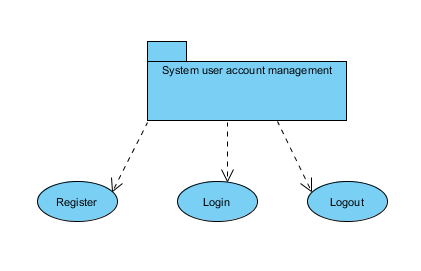 System user account management
Register
Login
Logout